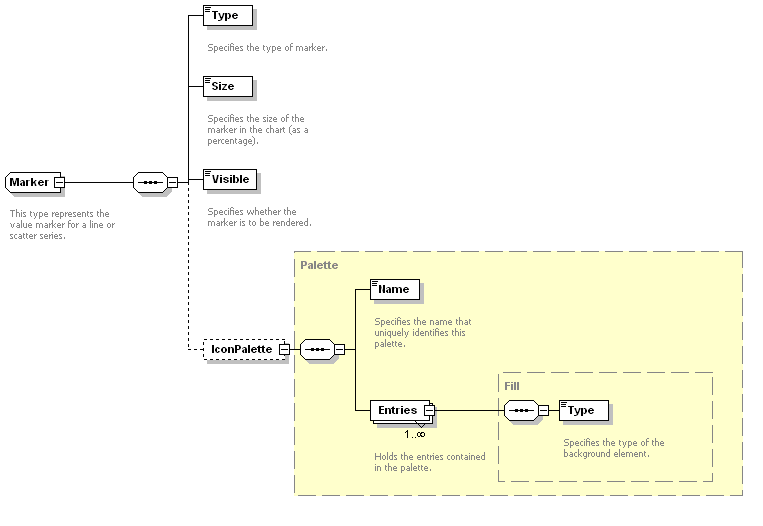 Type
Specifies the type of marker.
Size
Specifies the size of the
marker in the chart (as a
percentage).
Marker
This type represents the
value marker for a line or
scatter series.
Visible
Specifies whether the
marker is to be rendered.
IconPalette
Palette
Name
Specifies the name that
uniquely identifies this
palette.
Entries
1..∞
Holds the entries contained
in the palette.
Fill
Type
Specifies the type of the
background element.